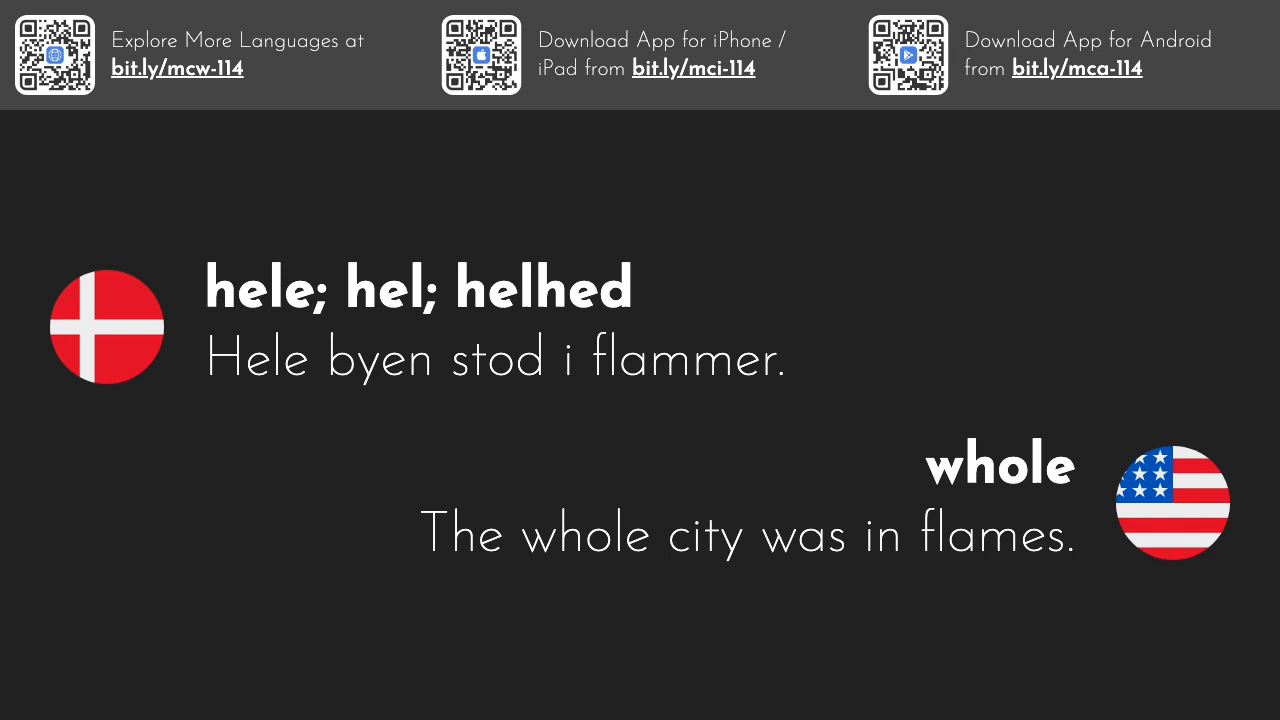 Explore More Languages at
bit.ly/mcw-114
Download App for iPhone /
iPad from bit.ly/mci-114
Download App for Android
from bit.ly/mca-114
hele; hel; helhed
Hele byen stod i flammer.
whole
The whole city was in flames.